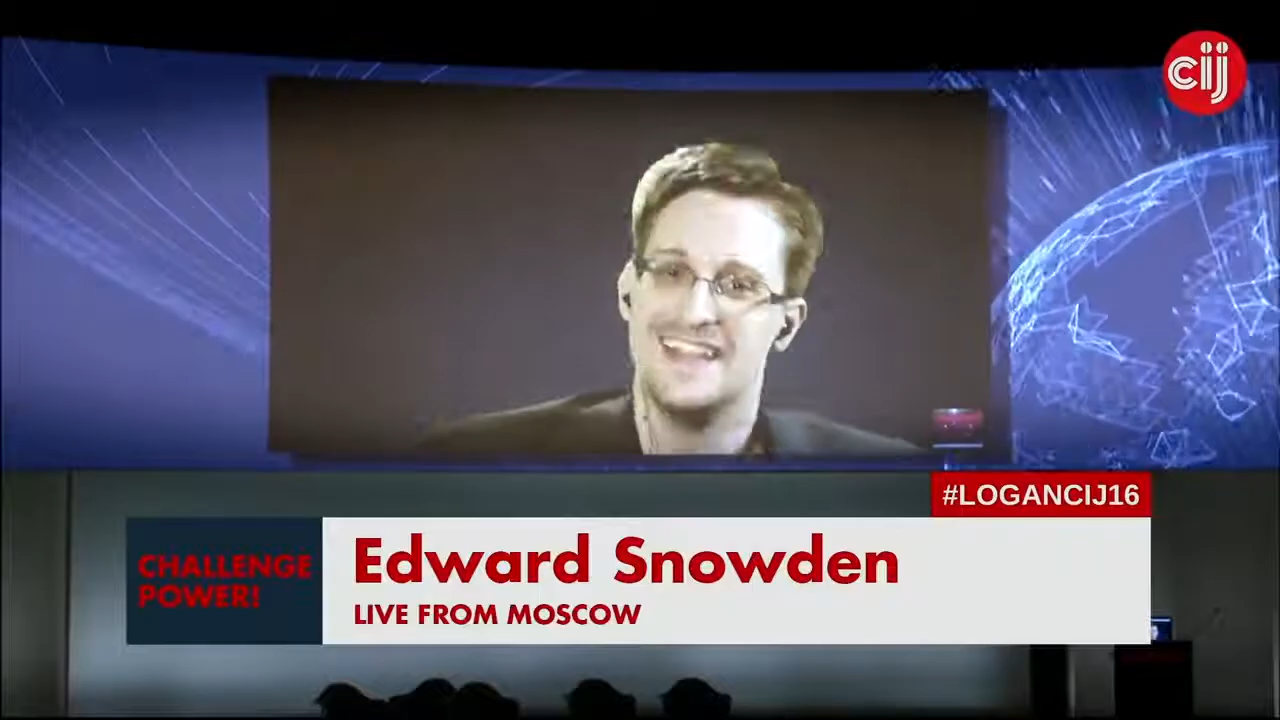 cij
#LOGANCIJ16
CHALLENGE
POWER!
Edward Snowden
LIVE FROM MOSCOW